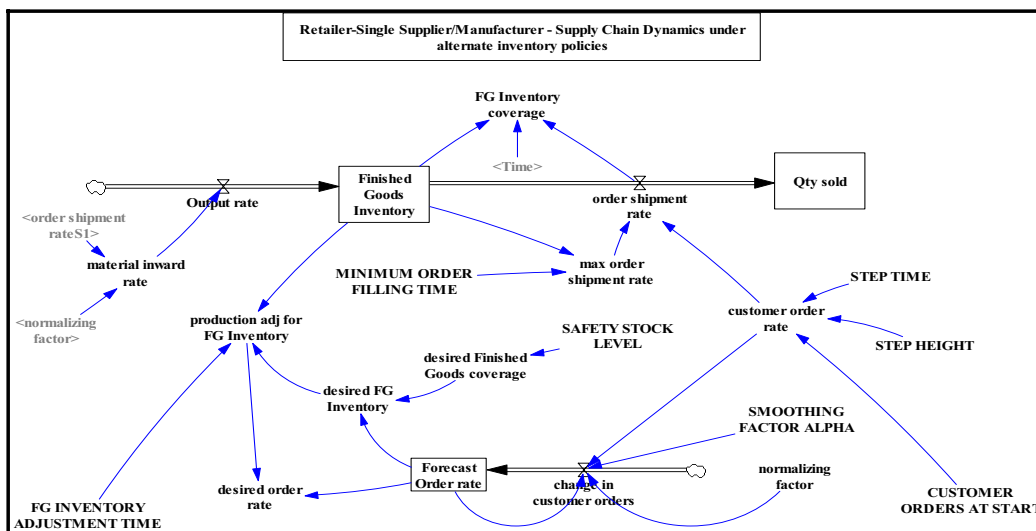 Retailer-Single Supplier/Manufacturer - Supply Chain Dynamics under
alternate inventory policies
FG Inventory
coverage
<Time>
Finished
Goods
Inventory
Qty sold
Output rate
order shipment
rate
<order shipment
rateS1>
material inward
rate
MINIMUM ORDER
FILLING TIME
max order
shipment rate
STEP TIME
<normalizing
factor>
production adj for
FG Inventory
SAFETY STOCK
LEVEL
customer order
rate
STEP HEIGHT
desired Finished
Goods coverage
desired FG
Inventory
SMOOTHING
FACTOR ALPHA
Forecast
Order rate
change in
customer orders
normalizing
factor
desired order
rate
FG INVENTORY
ADJUSTMENT TIME
CUSTOMER
ORDERS AT START